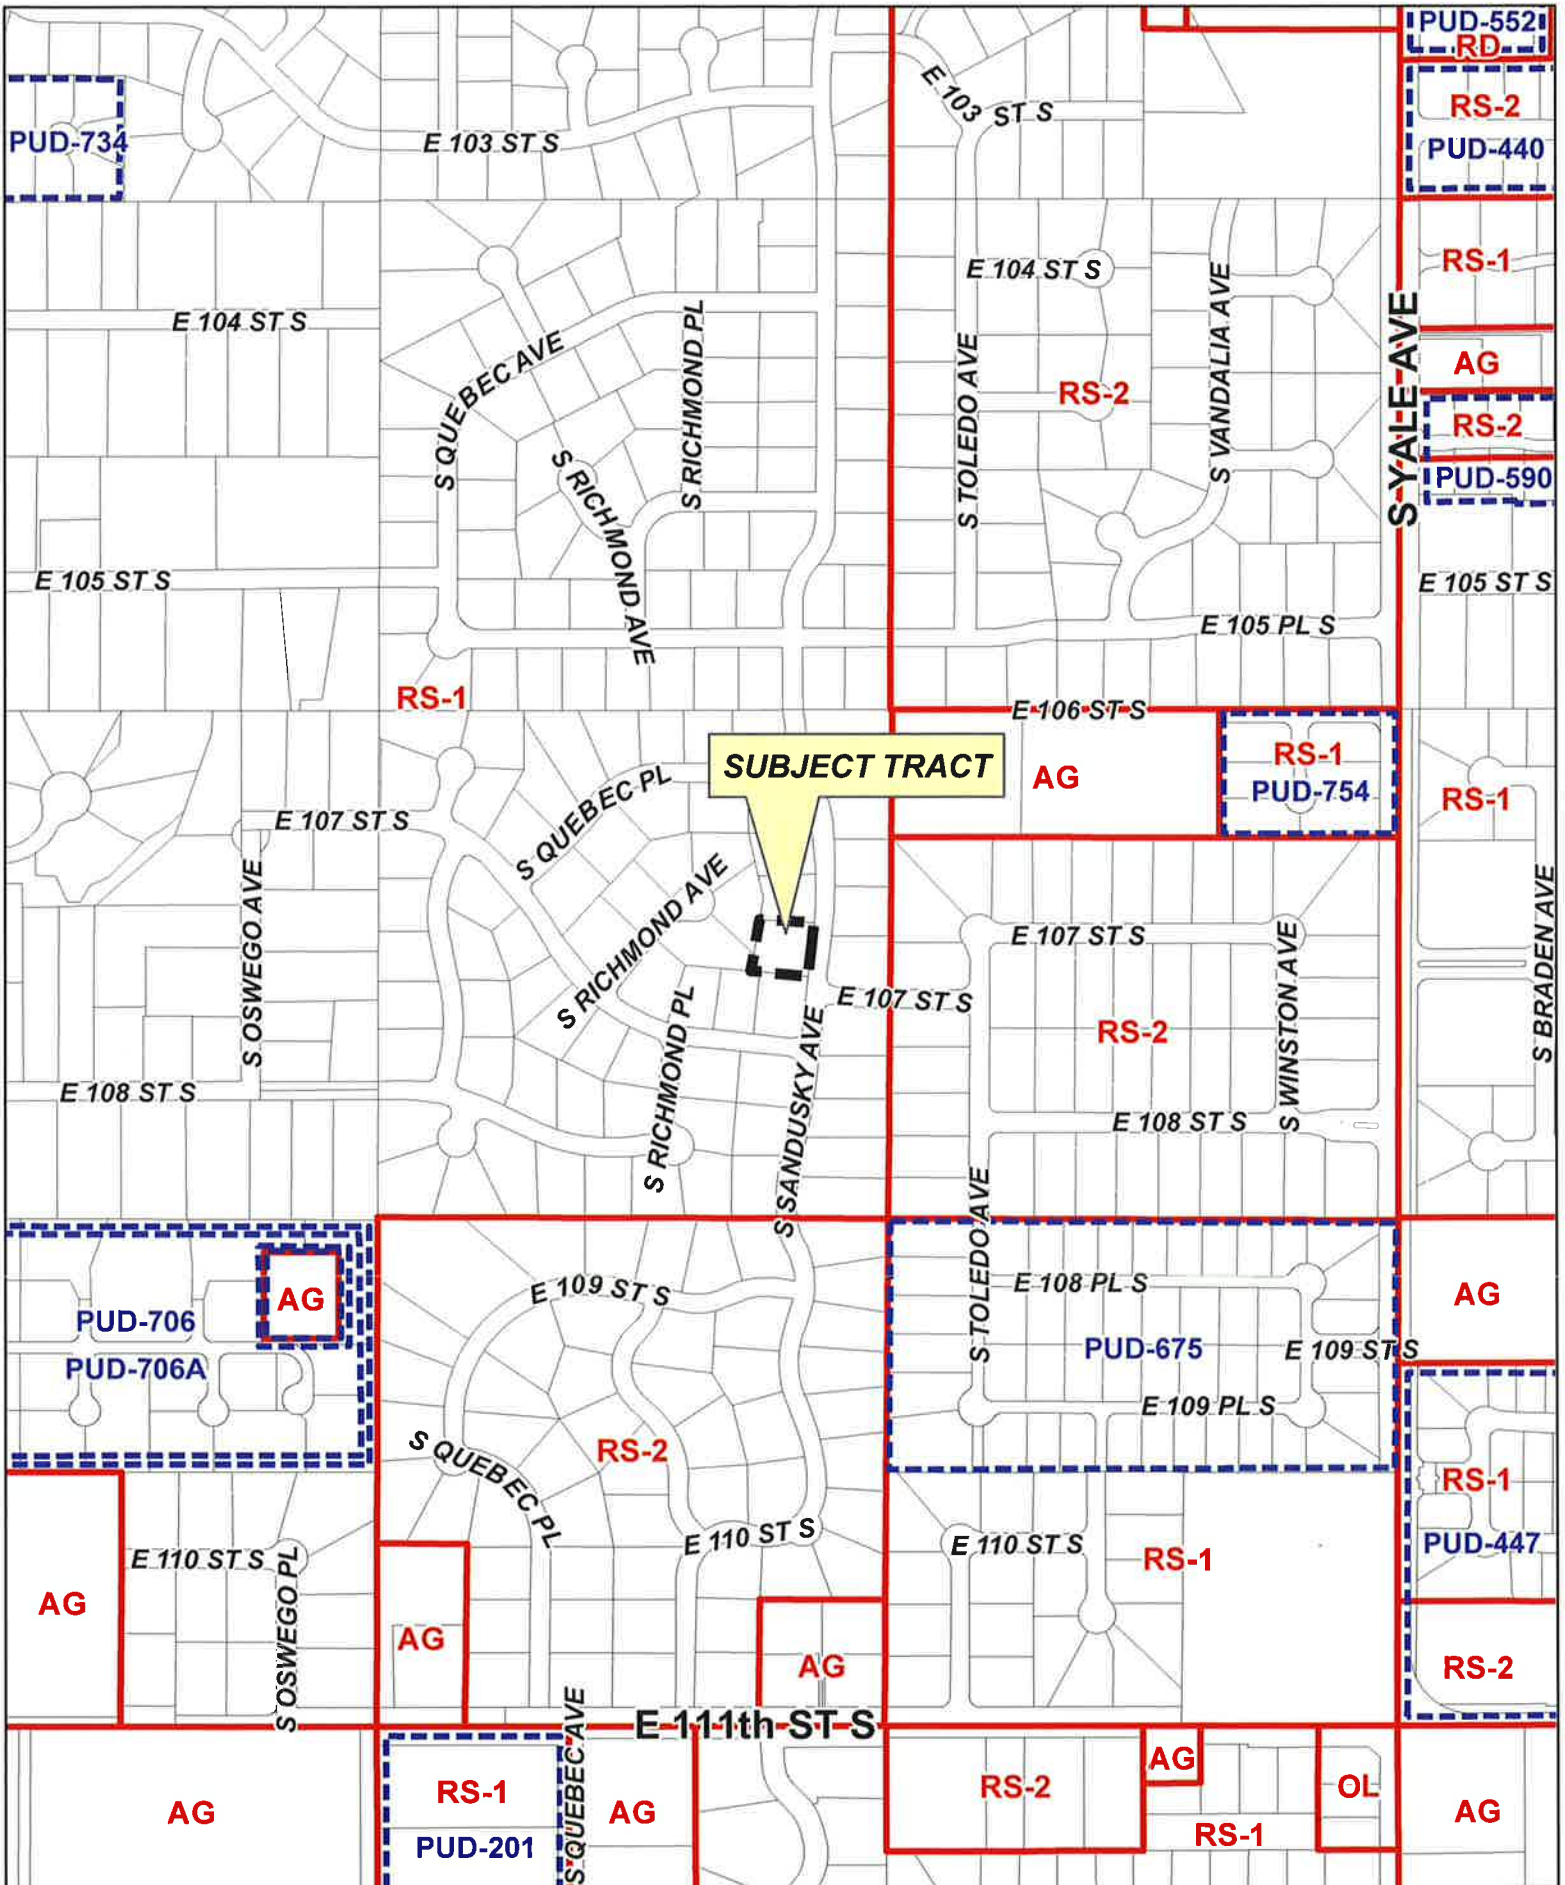 PUD-552
RD
RS-2
PUD-440
PUD-734
E 103 ST S
E 103 ST S
RS-1
E 104 ST S
E 104 ST S
S QUEBEC AVE
S RICHMOND PL
S RICHMOND AVE
S TOLEDO AVE
RS-2
S VANDALIA AVE
S YALE AVE
AG
RS-2
PUD-590
E 105 ST S
E 105 ST S
E 105 PL S
RS-1
E 106 ST S
SUBJECT TRACT
AG
RS-1
PUD-754
RS-1
S QUEBEC PL
E 107 ST S
S OSWEGO AVE
S RICHMOND AVE
E 107 ST S
S WINSTON AVE
S BRADEN AVE
E 107 ST S
S RICHMOND PL
S SANDUSKY AVE
RS-2
E 108 ST S
E 108 ST S
S TOLEDO AVE
AG
PUD-706
PUD-706A
E 109 ST S
E 108 PL S
PUD-675
E 109 ST S
E 109 PL S
AG
S QUEBEC PL
RS-2
RS-1
PUD-447
E 110 ST S
E 110 ST S
E 110 ST S
RS-1
S OSWEGO PL
AG
AG
AG
RS-2
E 111th ST S
S QUEBEC AVE
AG
RS-1
PUD-201
AG
RS-2
AG
RS-1
OL
AG